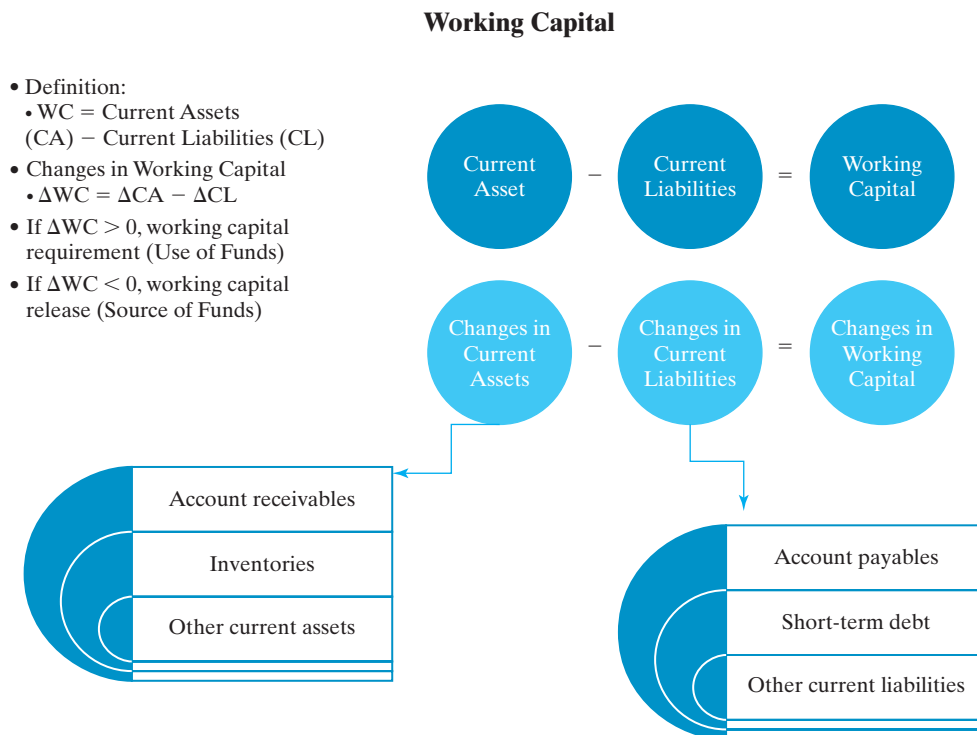 Working Capital
• Definition:
• WC = Current Assets
(CA) − Current Liabilities (CL)
• Changes in Working Capital
• ΔWC = ΔCA − ΔCL
• If ΔWC > 0, working capital
requirement (Use of Funds)
• If ΔWC < 0, working capital
release (Source of Funds)
Current
Asset
−
Current
Liabilities
=
Working
Capital
Changes in
Current
Assets
−
Changes in
Current
Liabilities
=
Changes in
Working
Capital
Account receivables
Inventories
Other current assets
Account payables
Short-term debt
Other current liabilities